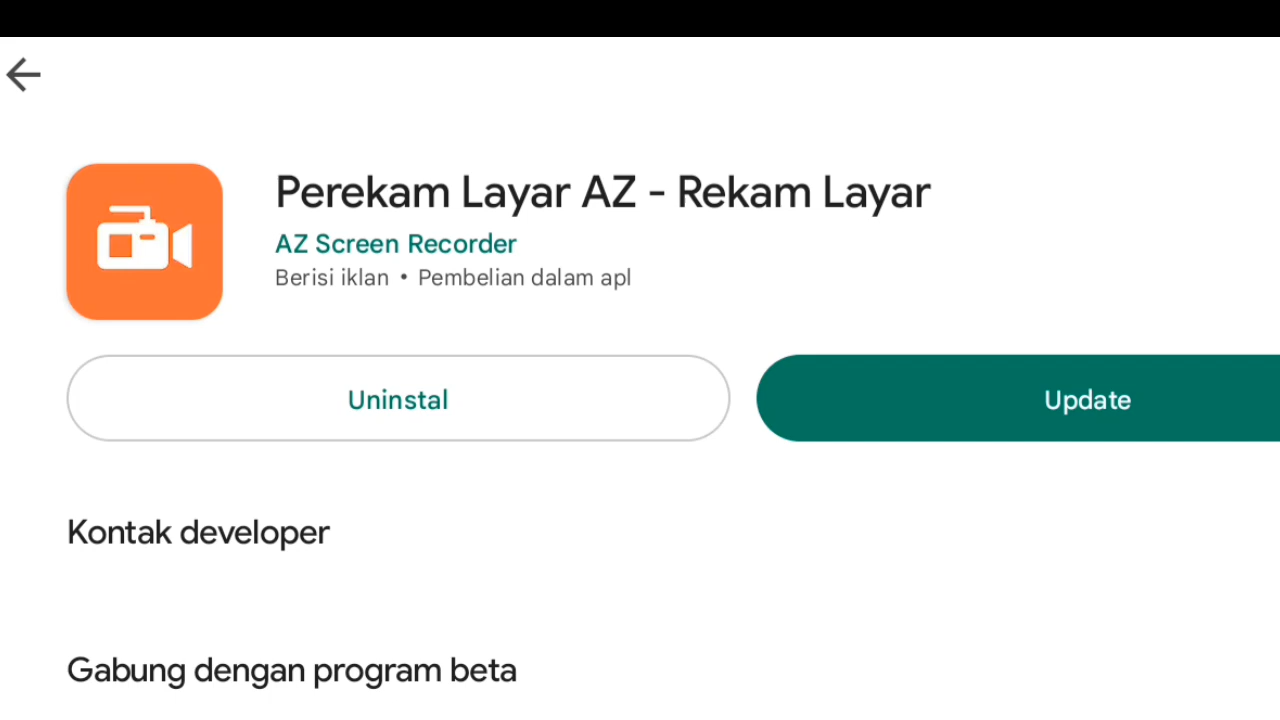 Perekam Layar AZ - Rekam Layar
AZ Screen Recorder
Berisi iklan • Pembelian dalam apl
Uninstal
Update
Kontak developer
Gabung dengan program beta